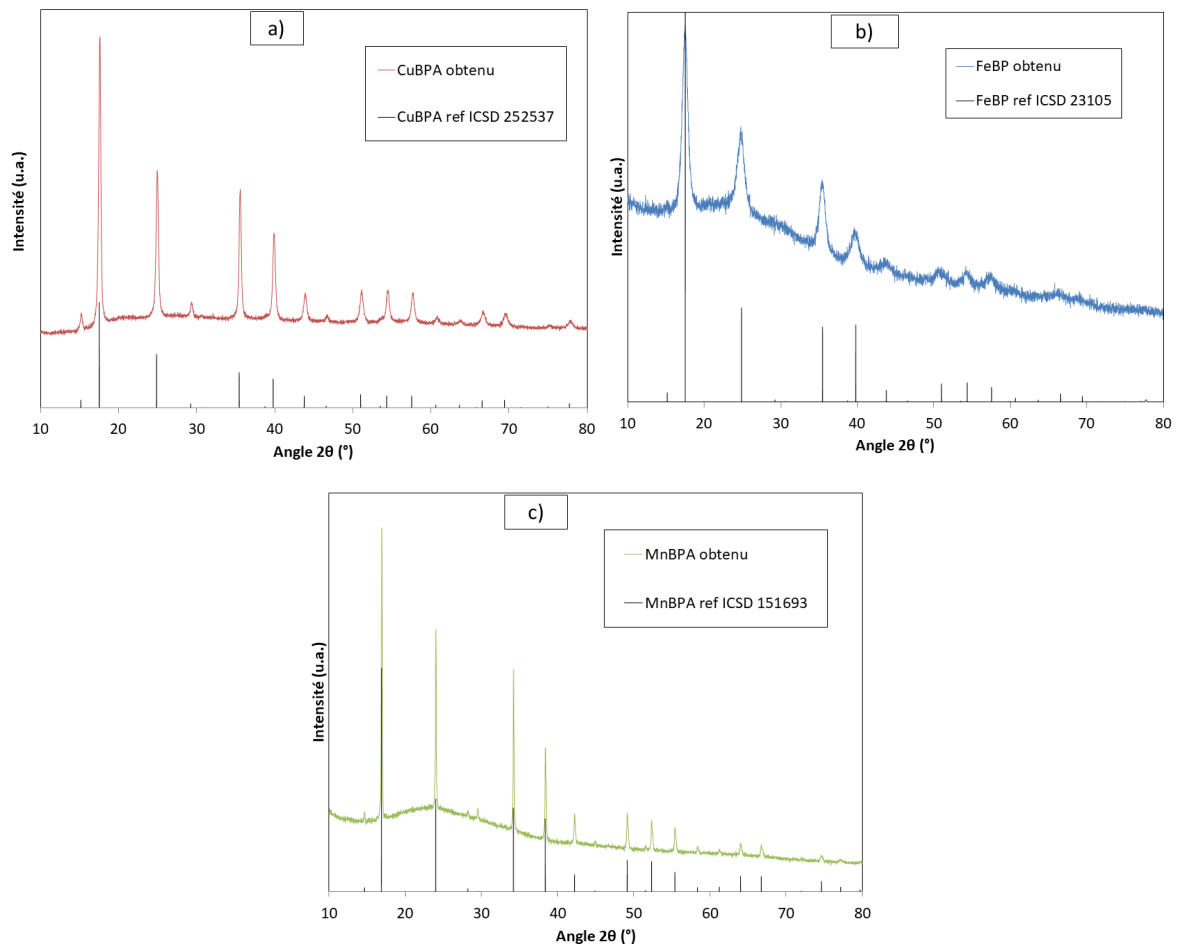 a)
CuBPA obtenu
CuBPA ref ICSD 252537
Intensité (u.a.)
10 20 30 40 50 60 70 80
Angle 2θ (°)
b)
FeBP obtenu
FeBP ref ICSD 23105
Intensité (u.a.)
10 20 30 40 50 60 70 80
Angle 2θ (°)
c)
MnBPA obtenu
MnBPA ref ICSD 151693
Intensité (u.a.)
10 20 30 40 50 60 70 80
Angle 2θ (°)